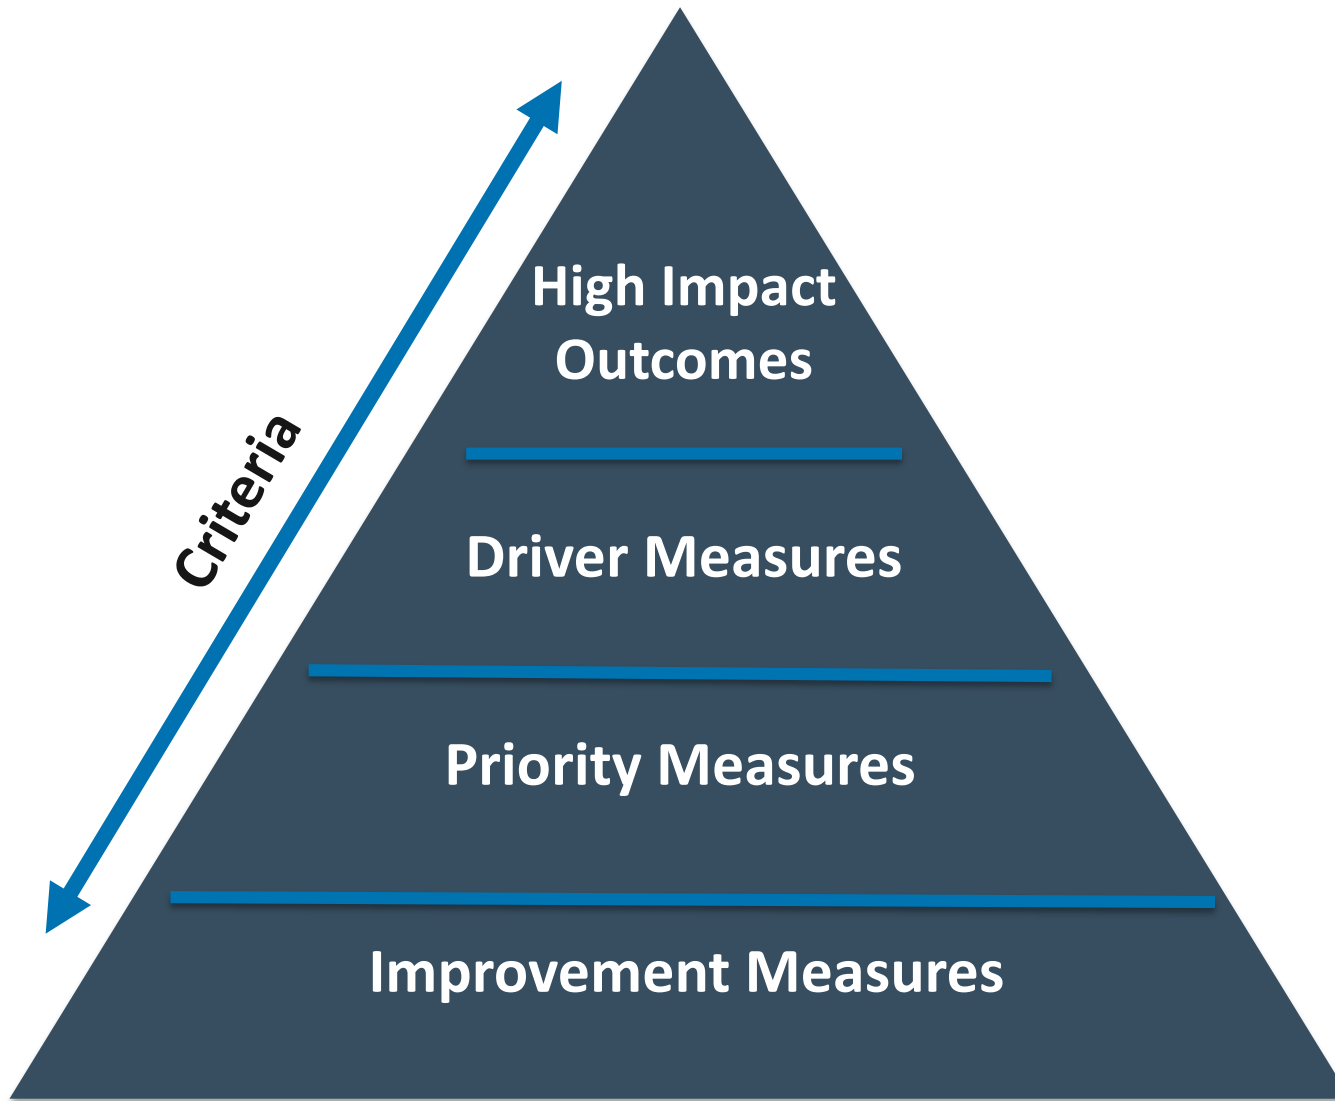 High Impact
Outcomes
Criteria
Driver Measures
Priority Measures
Improvement Measures